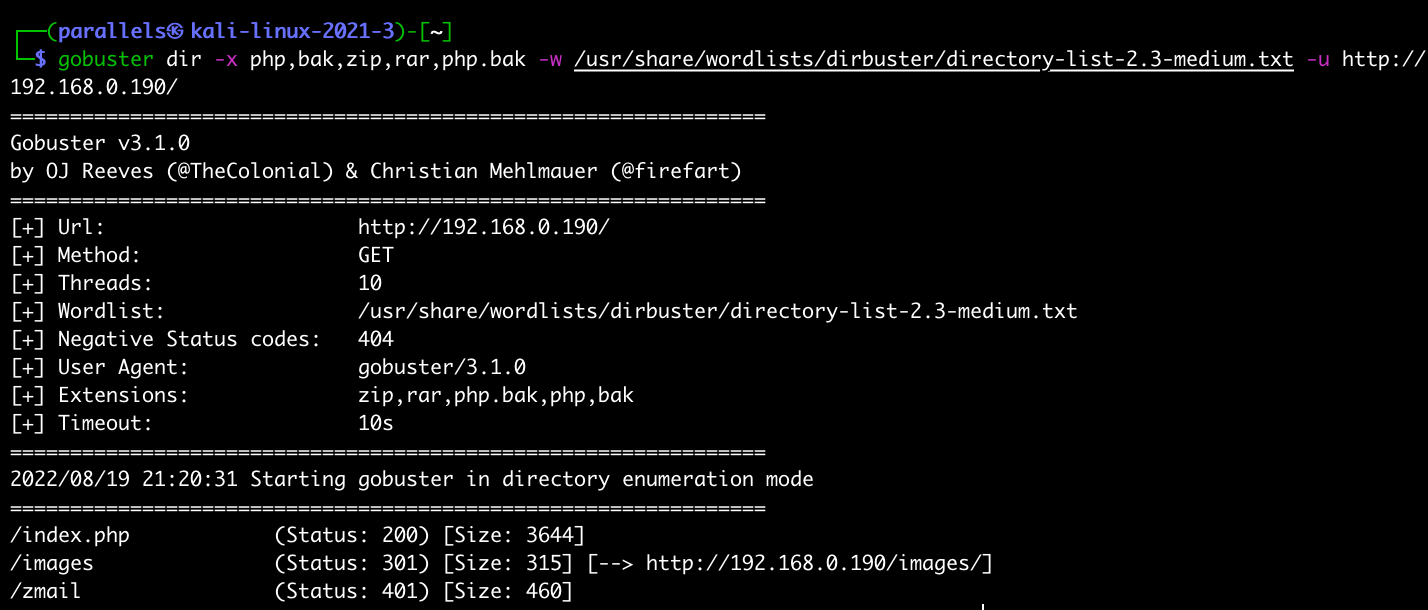 ┌──(parallels㉿kali-linux-2021-3)-[~]
└─$ gobuster dir -x php,bak,zip,rar,php.bak -w /usr/share/wordlists/dirbuster/directory-list-2.3-medium.txt -u http://
192.168.0.190/
===============================================================
Gobuster v3.1.0
by OJ Reeves (@TheColonial) & Christian Mehlmauer (@firefart)
===============================================================
[+] Url:                     http://192.168.0.190/
[+] Method:                  GET
[+] Threads:                 10
[+] Wordlist:                /usr/share/wordlists/dirbuster/directory-list-2.3-medium.txt
[+] Negative Status codes:   404
[+] User Agent:              gobuster/3.1.0
[+] Extensions:              zip,rar,php.bak,php,bak
[+] Timeout:                 10s
===============================================================
2022/08/19 21:20:31 Starting gobuster in directory enumeration mode
===============================================================
/index.php            (Status: 200) [Size: 3644]
/images               (Status: 301) [Size: 315] [--> http://192.168.0.190/images/]
/zmail                (Status: 401) [Size: 460]